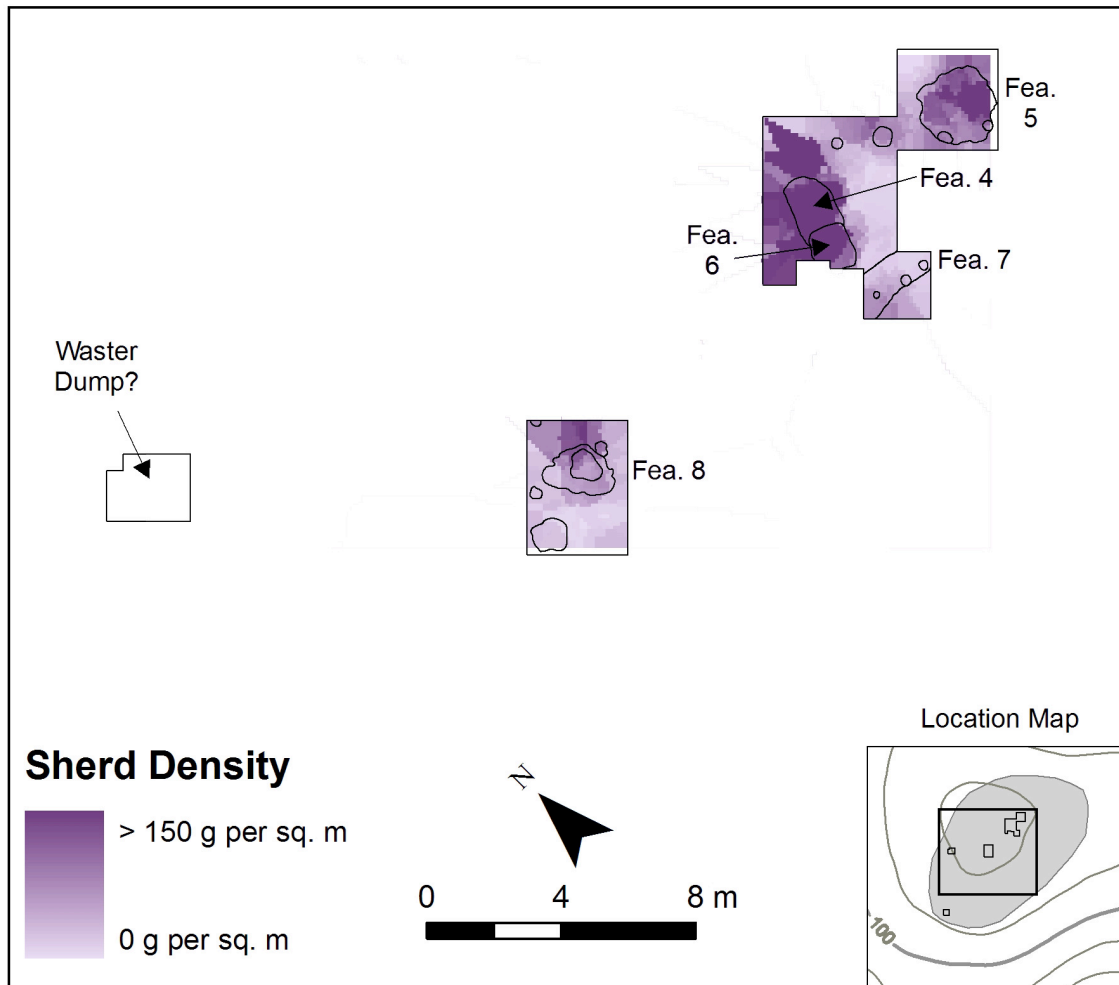 Fea.
5
Fea. 4
Fea.
6
Fea. 7
Waster
Dump?
Fea. 8
Location Map
Sherd Density
> 150 g per sq. m
0 g per sq. m
N
0 4 8 m
100